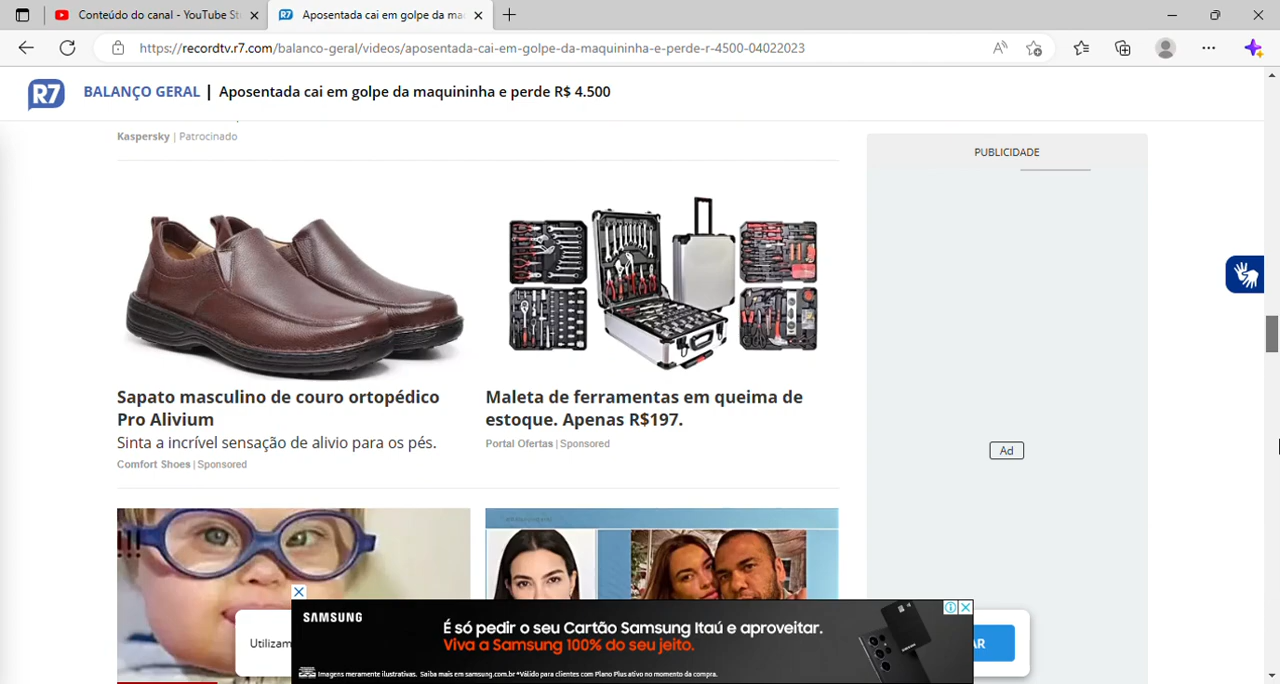 Conteúdo do canal - YouTube St
Aposentada cai em golpe da ma
https://recordtv.r7.com/balanco-geral/videos/aposentada-cai-em-golpe-da-maquininha-e-perde-r-4500-04022023
R7 BALANÇO GERAL | Aposentada cai em golpe da maquininha e perde R$ 4.500
Kaspersky | Patrocinado
PUBLICIDADE
Sapato masculino de couro ortopédico
Pro Alivium
Sinta a incrível sensação de alivio para os pés.
Comfort Shoes | Sponsored
Maleta de ferramentas em queima de
estoque. Apenas R$197.
Portal Ofertas | Sponsored
Ad
!!!
Utilizam
SAMSUNG
É só pedir o seu Cartão Samsung Itaú e aproveitar.
Viva a Samsung 100% do seu jeito.
Imagens meramente ilustrativas. Saiba mais em samsung.com.br *Válido para clientes com Plano Plus ativo no momento da compra.
AR